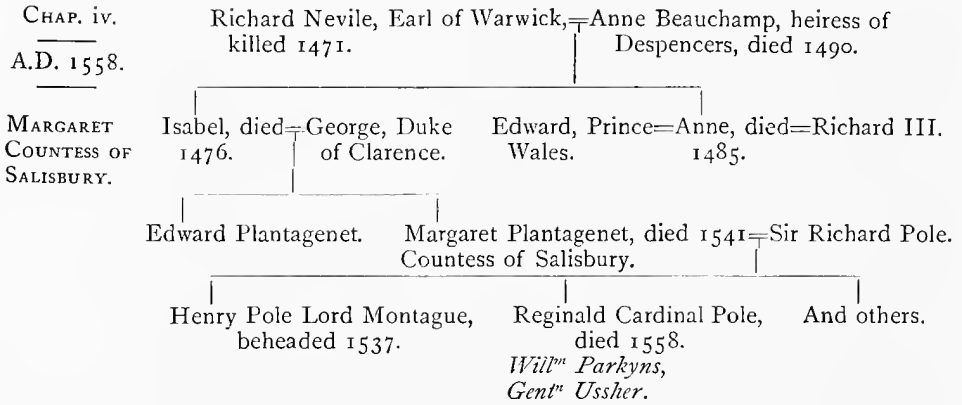 CHAP. iv.
A.D. 1558.
MARGARET
COUNTESS OF
SALISBURY.
Richard Nevile, Earl of Warwick,=Anne Beauchamp, heiress of
killed 1471. Despencers, died 1490.
Isabel, died=George, Duke Edward, Prince=Anne, died=Richard III.
1476. of Clarence. Wales. 1485.
Edward Plantagenet. Margaret Plantagenet, died 1541=Sir Richard Pole.
Countess of Salisbury.
Henry Pole Lord Montague, Reginald Cardinal Pole, And others.
beheaded 1537. died 1558.
Willᵐ Parkyns,
Gentⁿ Ussher.